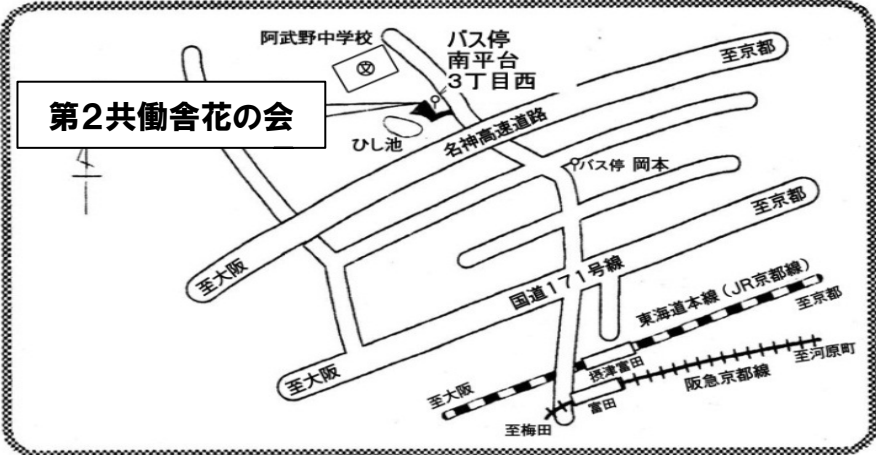 阿武野中学校
バス停
南平台
3丁目西
至京都
第2共働舎花の会
ひし池
名神高速道路
バス停 岡本
至京都
至大阪
国道171号線
東海道本線(JR京都線)
至京都
至大阪
摂津富田
至河原町
阪急京都線
至大阪
富田
至梅田